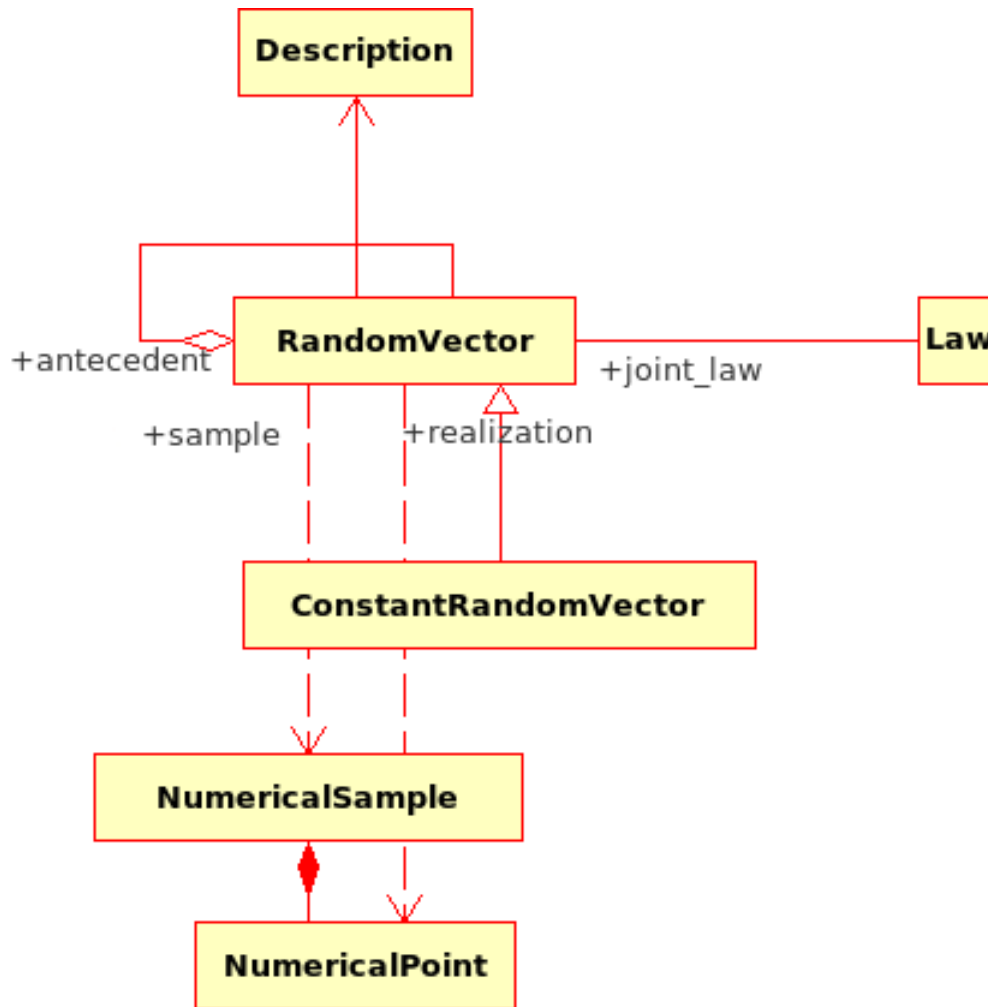 Description
RandomVector
Law
+antecedent
+joint_law
+sample
+realization
ConstantRandomVector
NumericalSample
NumericalPoint